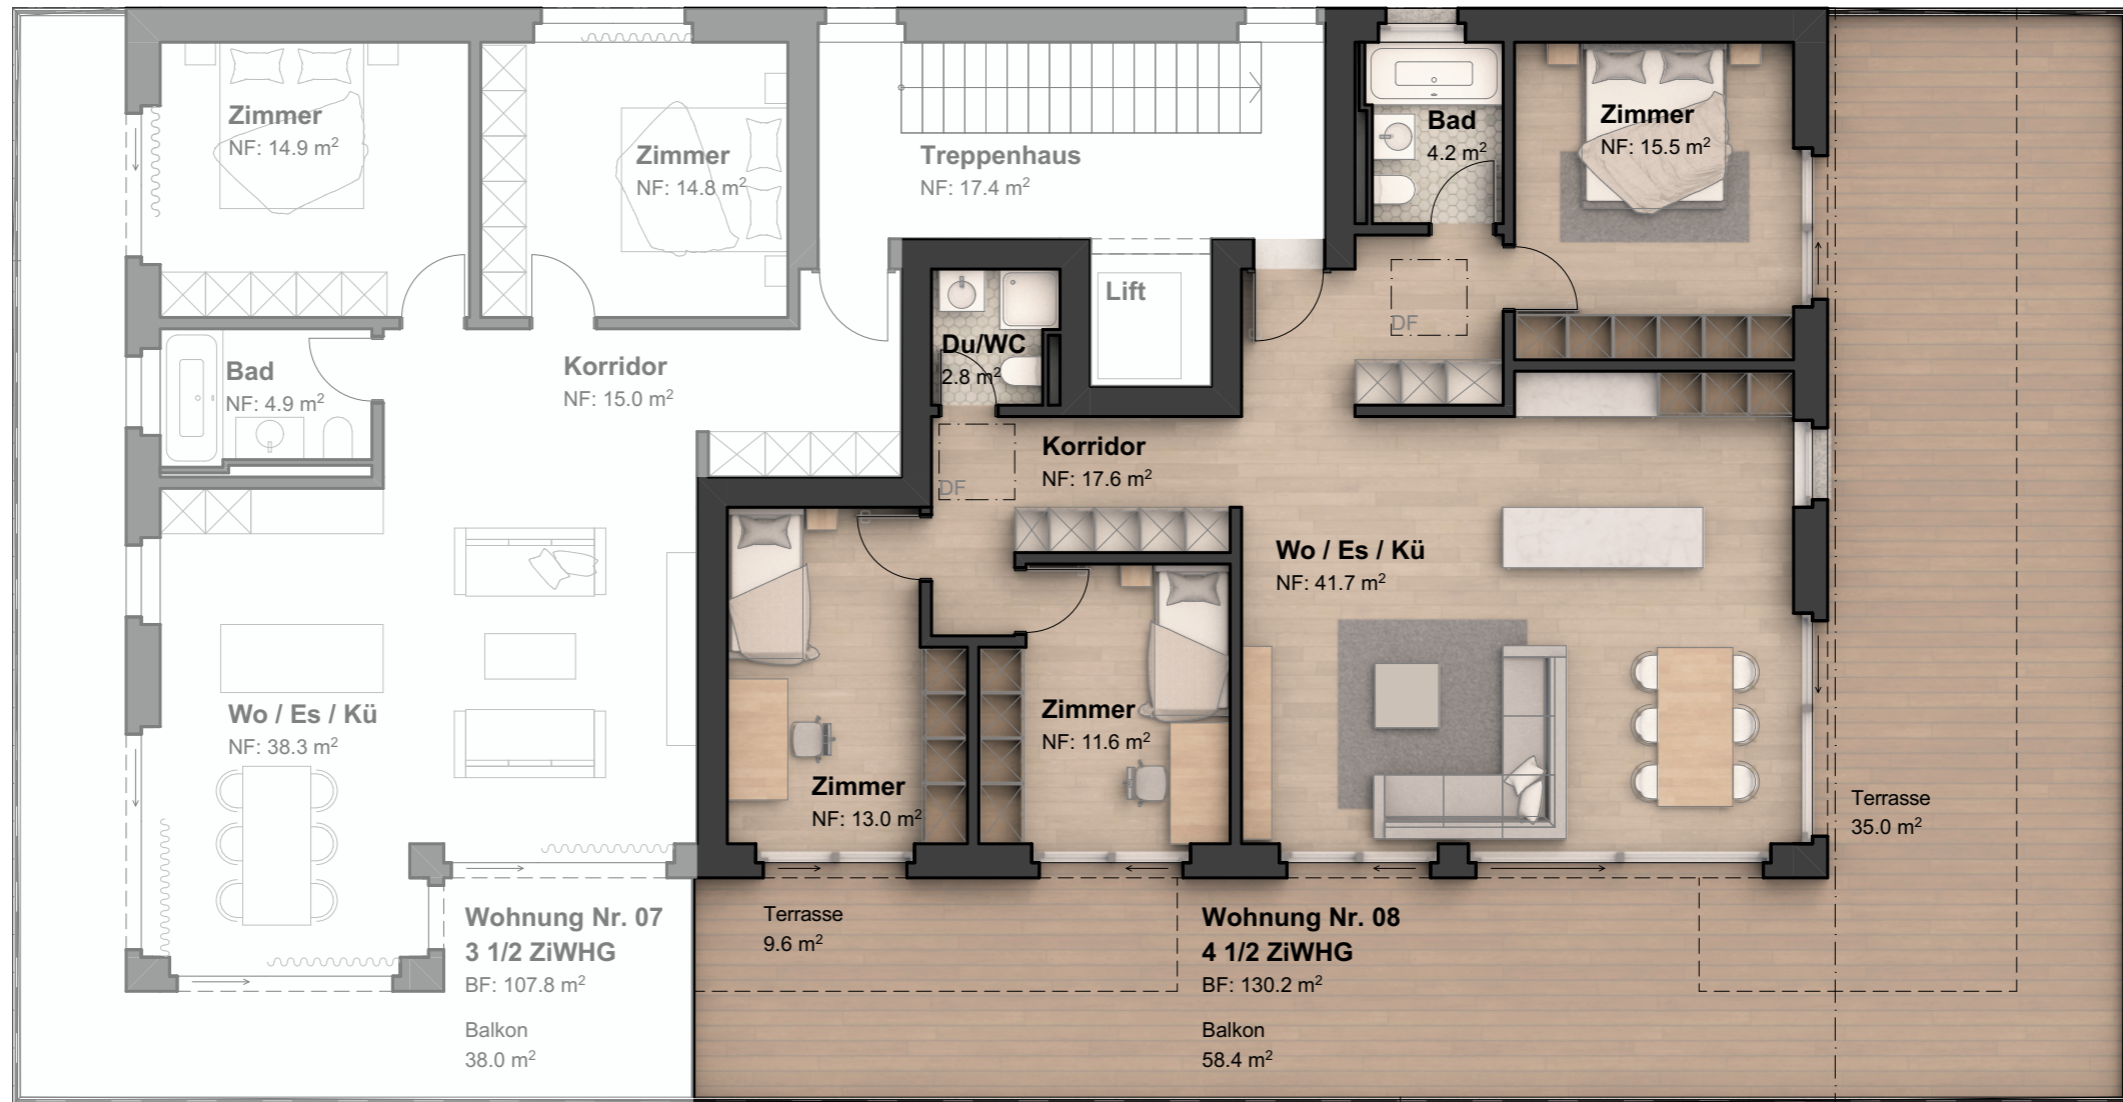 Zimmer
NF: 14.9 m²
Zimmer
NF: 14.8 m²
Treppenhaus
NF: 17.4 m²
Bad
4.2 m²
Zimmer
NF: 15.5 m²
Lift
DF
Du/WC
2.8 m²
Bad
NF: 4.9 m²
Korridor
NF: 15.0 m²
Korridor
NF: 17.6 m²
DF
Wo / Es / Kü
NF: 41.7 m²
Wo / Es / Kü
NF: 38.3 m²
Zimmer
NF: 11.6 m²
Zimmer
NF: 13.0 m²
Terrasse
35.0 m²
Wohnung Nr. 07
3 1/2 ZiWHG
BF: 107.8 m²
Balkon
38.0 m²
Terrasse
9.6 m²
Wohnung Nr. 08
4 1/2 ZiWHG
BF: 130.2 m²
Balkon
58.4 m²